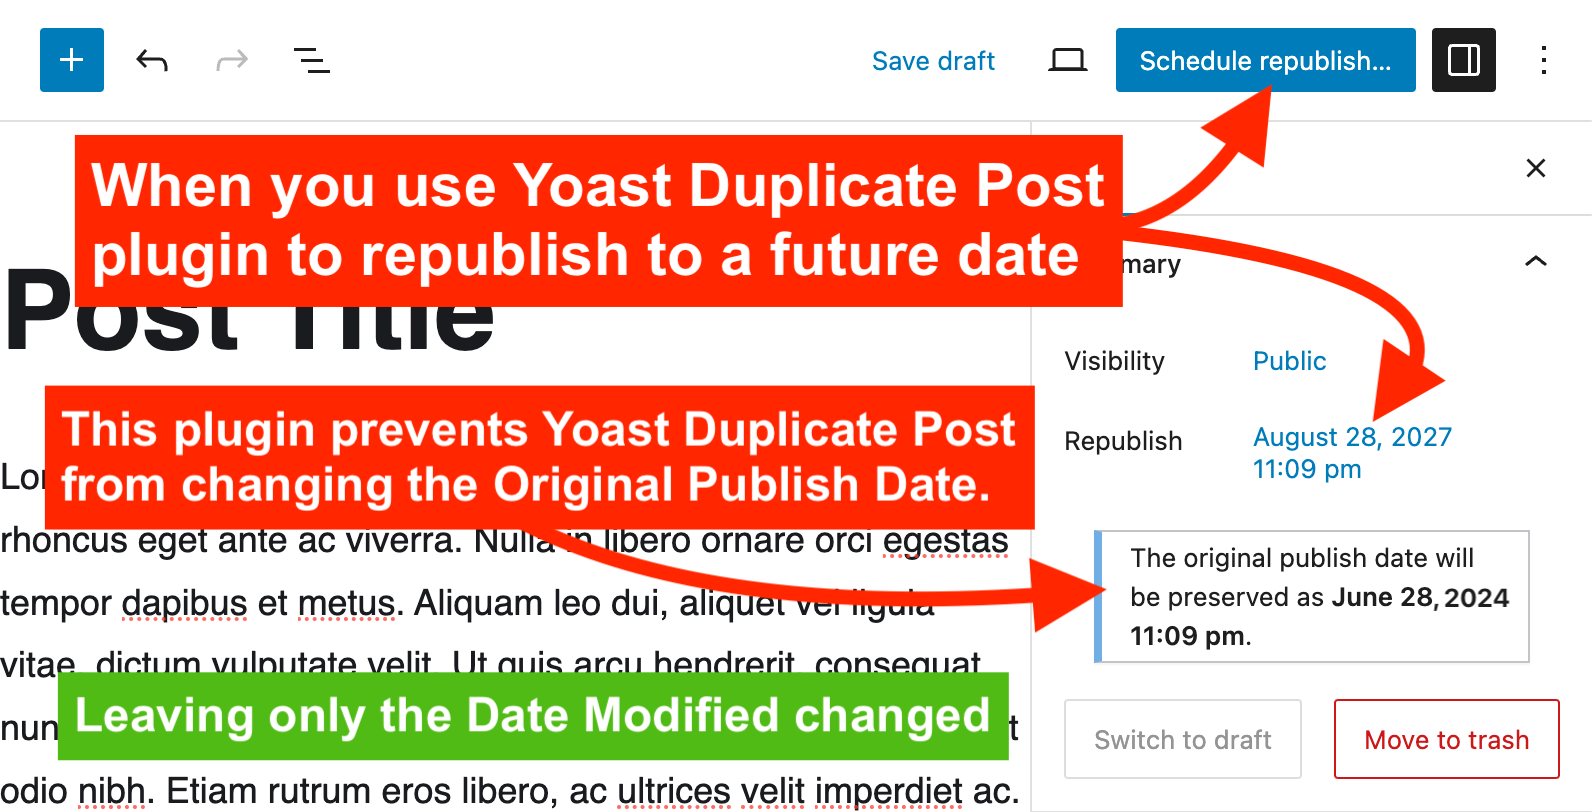 Save draft
Schedule republish...
When you use Yoast Duplicate Post
plugin to republish to a future date
mary
Post Title
Visibility Public
This plugin prevents Yoast Duplicate Post
from changing the Original Publish Date.
Republish August 28, 2027
11:09 pm
Lor
rhoncus eget ante ac viverra. Nulla in libero ornare orci egestas
The original publish date will
be preserved as June 28, 2024
11:09 pm.
tempor dapibus et metus. Aliquam leo dui, aliquet vel ligula
vitae, dictum vulputate velit. Ut quis arcu hendrerit, consequat
Leaving only the Date Modified changed
nun t
Switch to draft
Move to trash
odio nibh. Etiam rutrum eros libero, ac ultrices velit imperdiet ac.